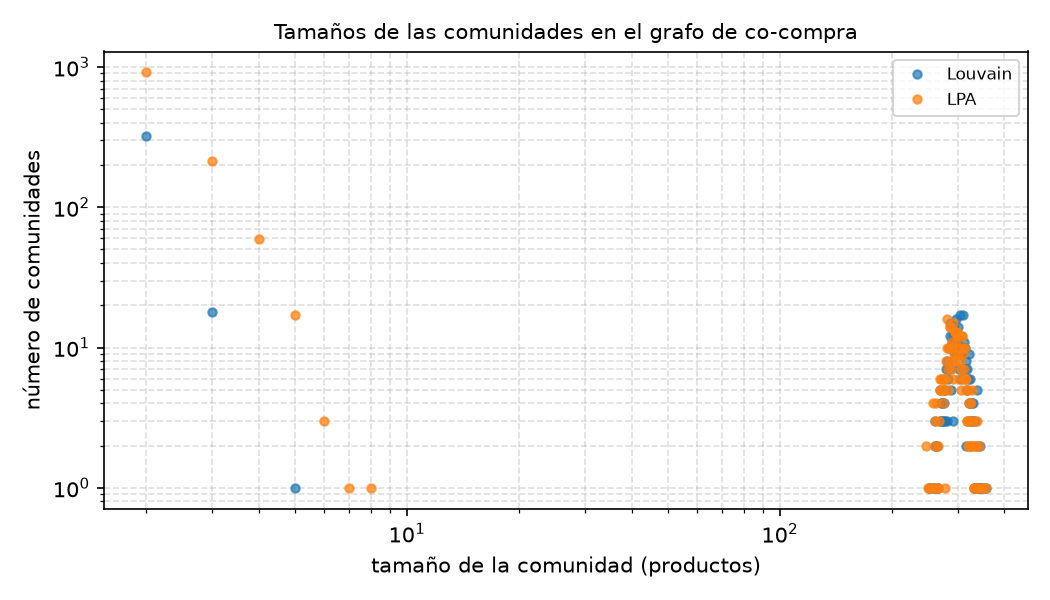 Tamaños de las comunidades en el grafo de co-compra
número de comunidades
10³
10²
10¹
10⁰
Louvain
LPA
10¹
10²
tamaño de la comunidad (productos)